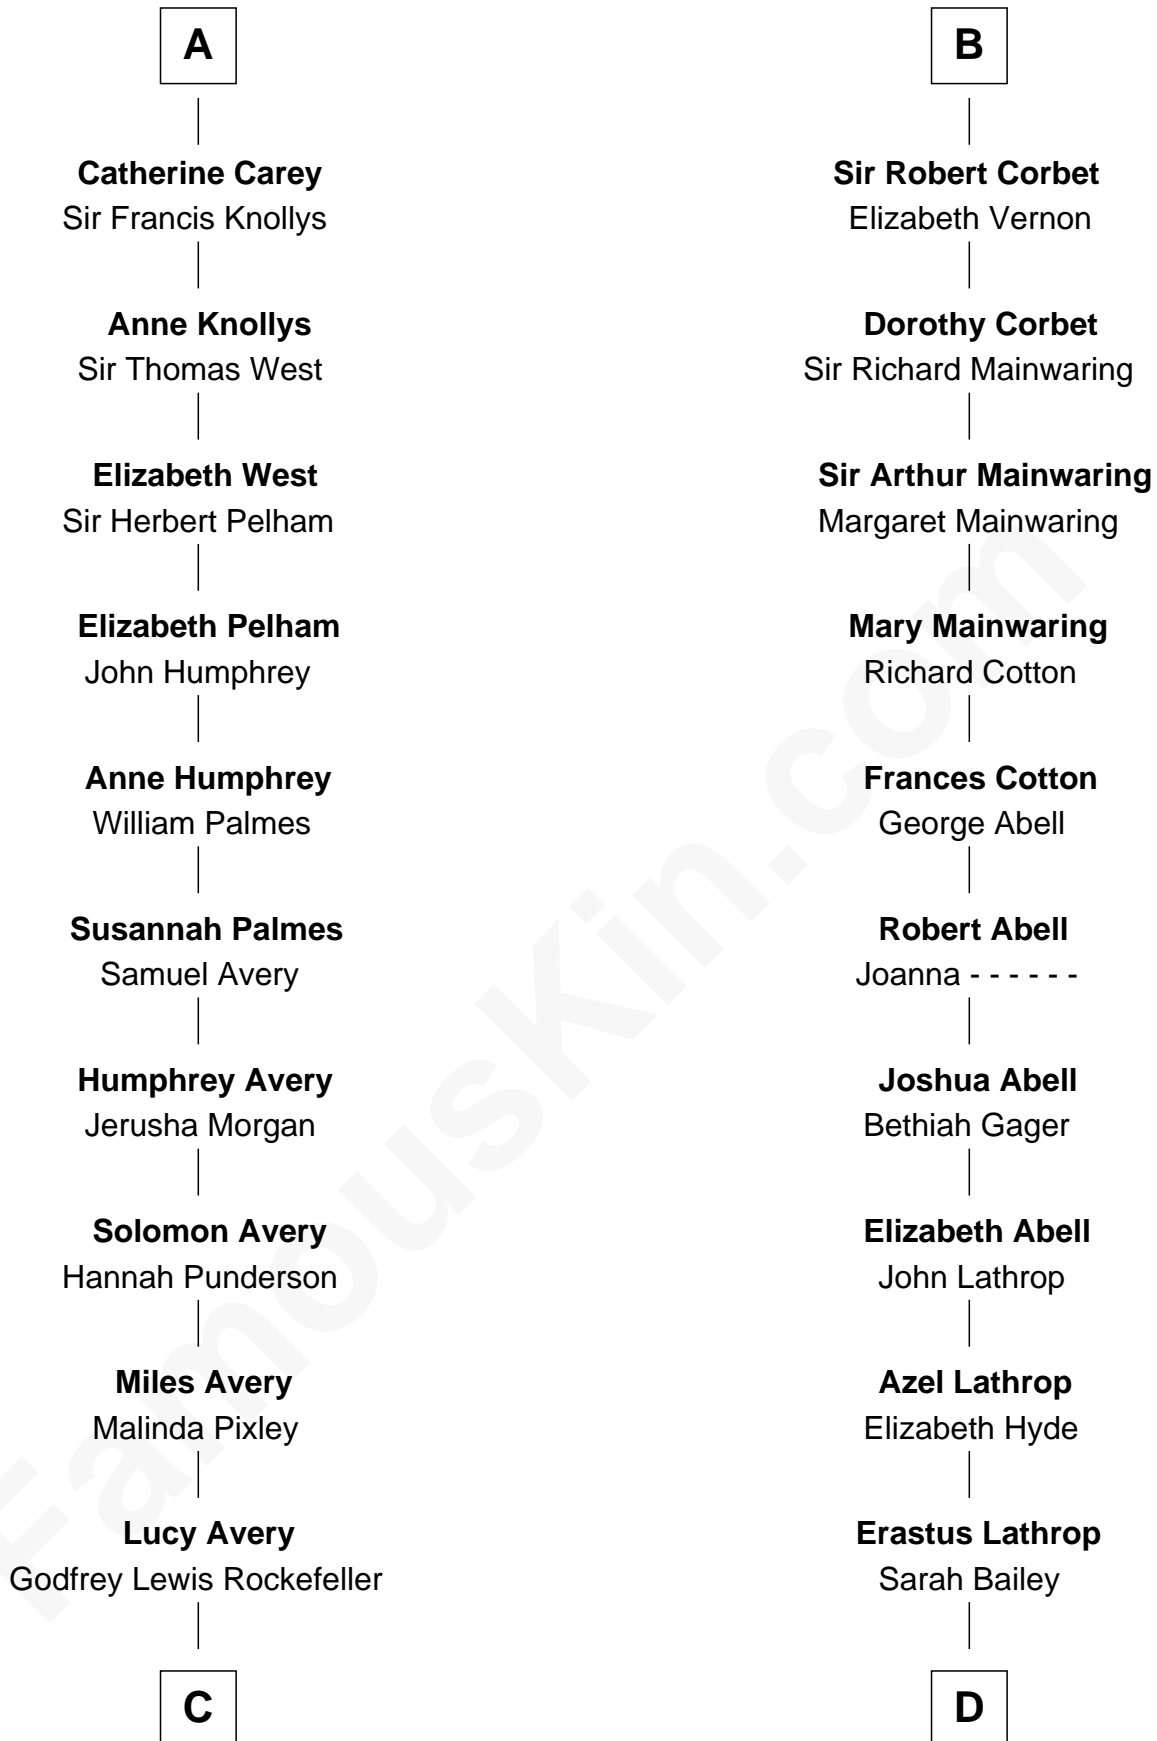 A
Catherine Carey
Sir Francis Knollys
Anne Knollys
Sir Thomas West
Elizabeth West
Sir Herbert Pelham
Elizabeth Pelham
John Humphrey
Anne Humphrey
William Palmes
Susannah Palmes
Samuel Avery
Humphrey Avery
Jerusha Morgan
Solomon Avery
Hannah Punderson
Miles Avery
Malinda Pixley
Lucy Avery
Godfrey Lewis Rockefeller
C
B
Sir Robert Corbet
Elizabeth Vernon
Dorothy Corbet
Sir Richard Mainwaring
Sir Arthur Mainwaring
Margaret Mainwaring
Mary Mainwaring
Richard Cotton
Frances Cotton
George Abell
Robert Abell
Joanna - - - - - -
Joshua Abell
Bethiah Gager
Elizabeth Abell
John Lathrop
Azel Lathrop
Elizabeth Hyde
Erastus Lathrop
Sarah Bailey
D
FamousKin.com